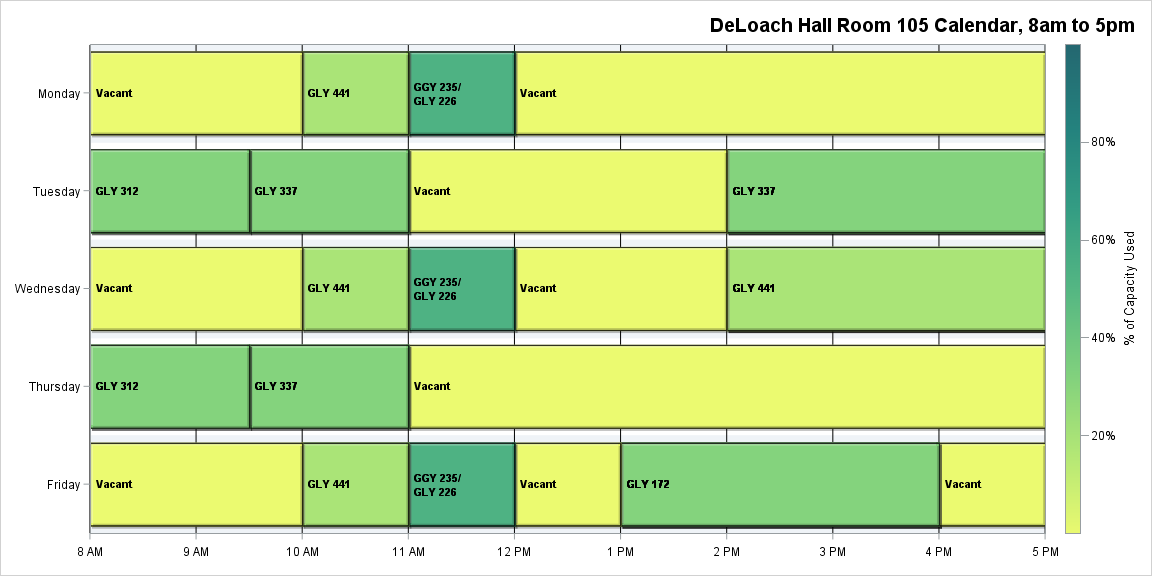 DeLoach Hall Room 105 Calendar, 8am to 5pm
Monday
Vacant
GLY 441
GGY 235/
GLY 226
Vacant
Tuesday
GLY 312
GLY 337
Vacant
GLY 337
Wednesday
Vacant
GLY 441
GGY 235/
GLY 226
Vacant
GLY 441
Thursday
GLY 312
GLY 337
Vacant
Friday
Vacant
GLY 441
GGY 235/
GLY 226
Vacant
GLY 172
Vacant
8 AM
9 AM
10 AM
11 AM
12 PM
1 PM
2 PM
3 PM
4 PM
5 PM
80%
60%
40%
20%
% of Capacity Used